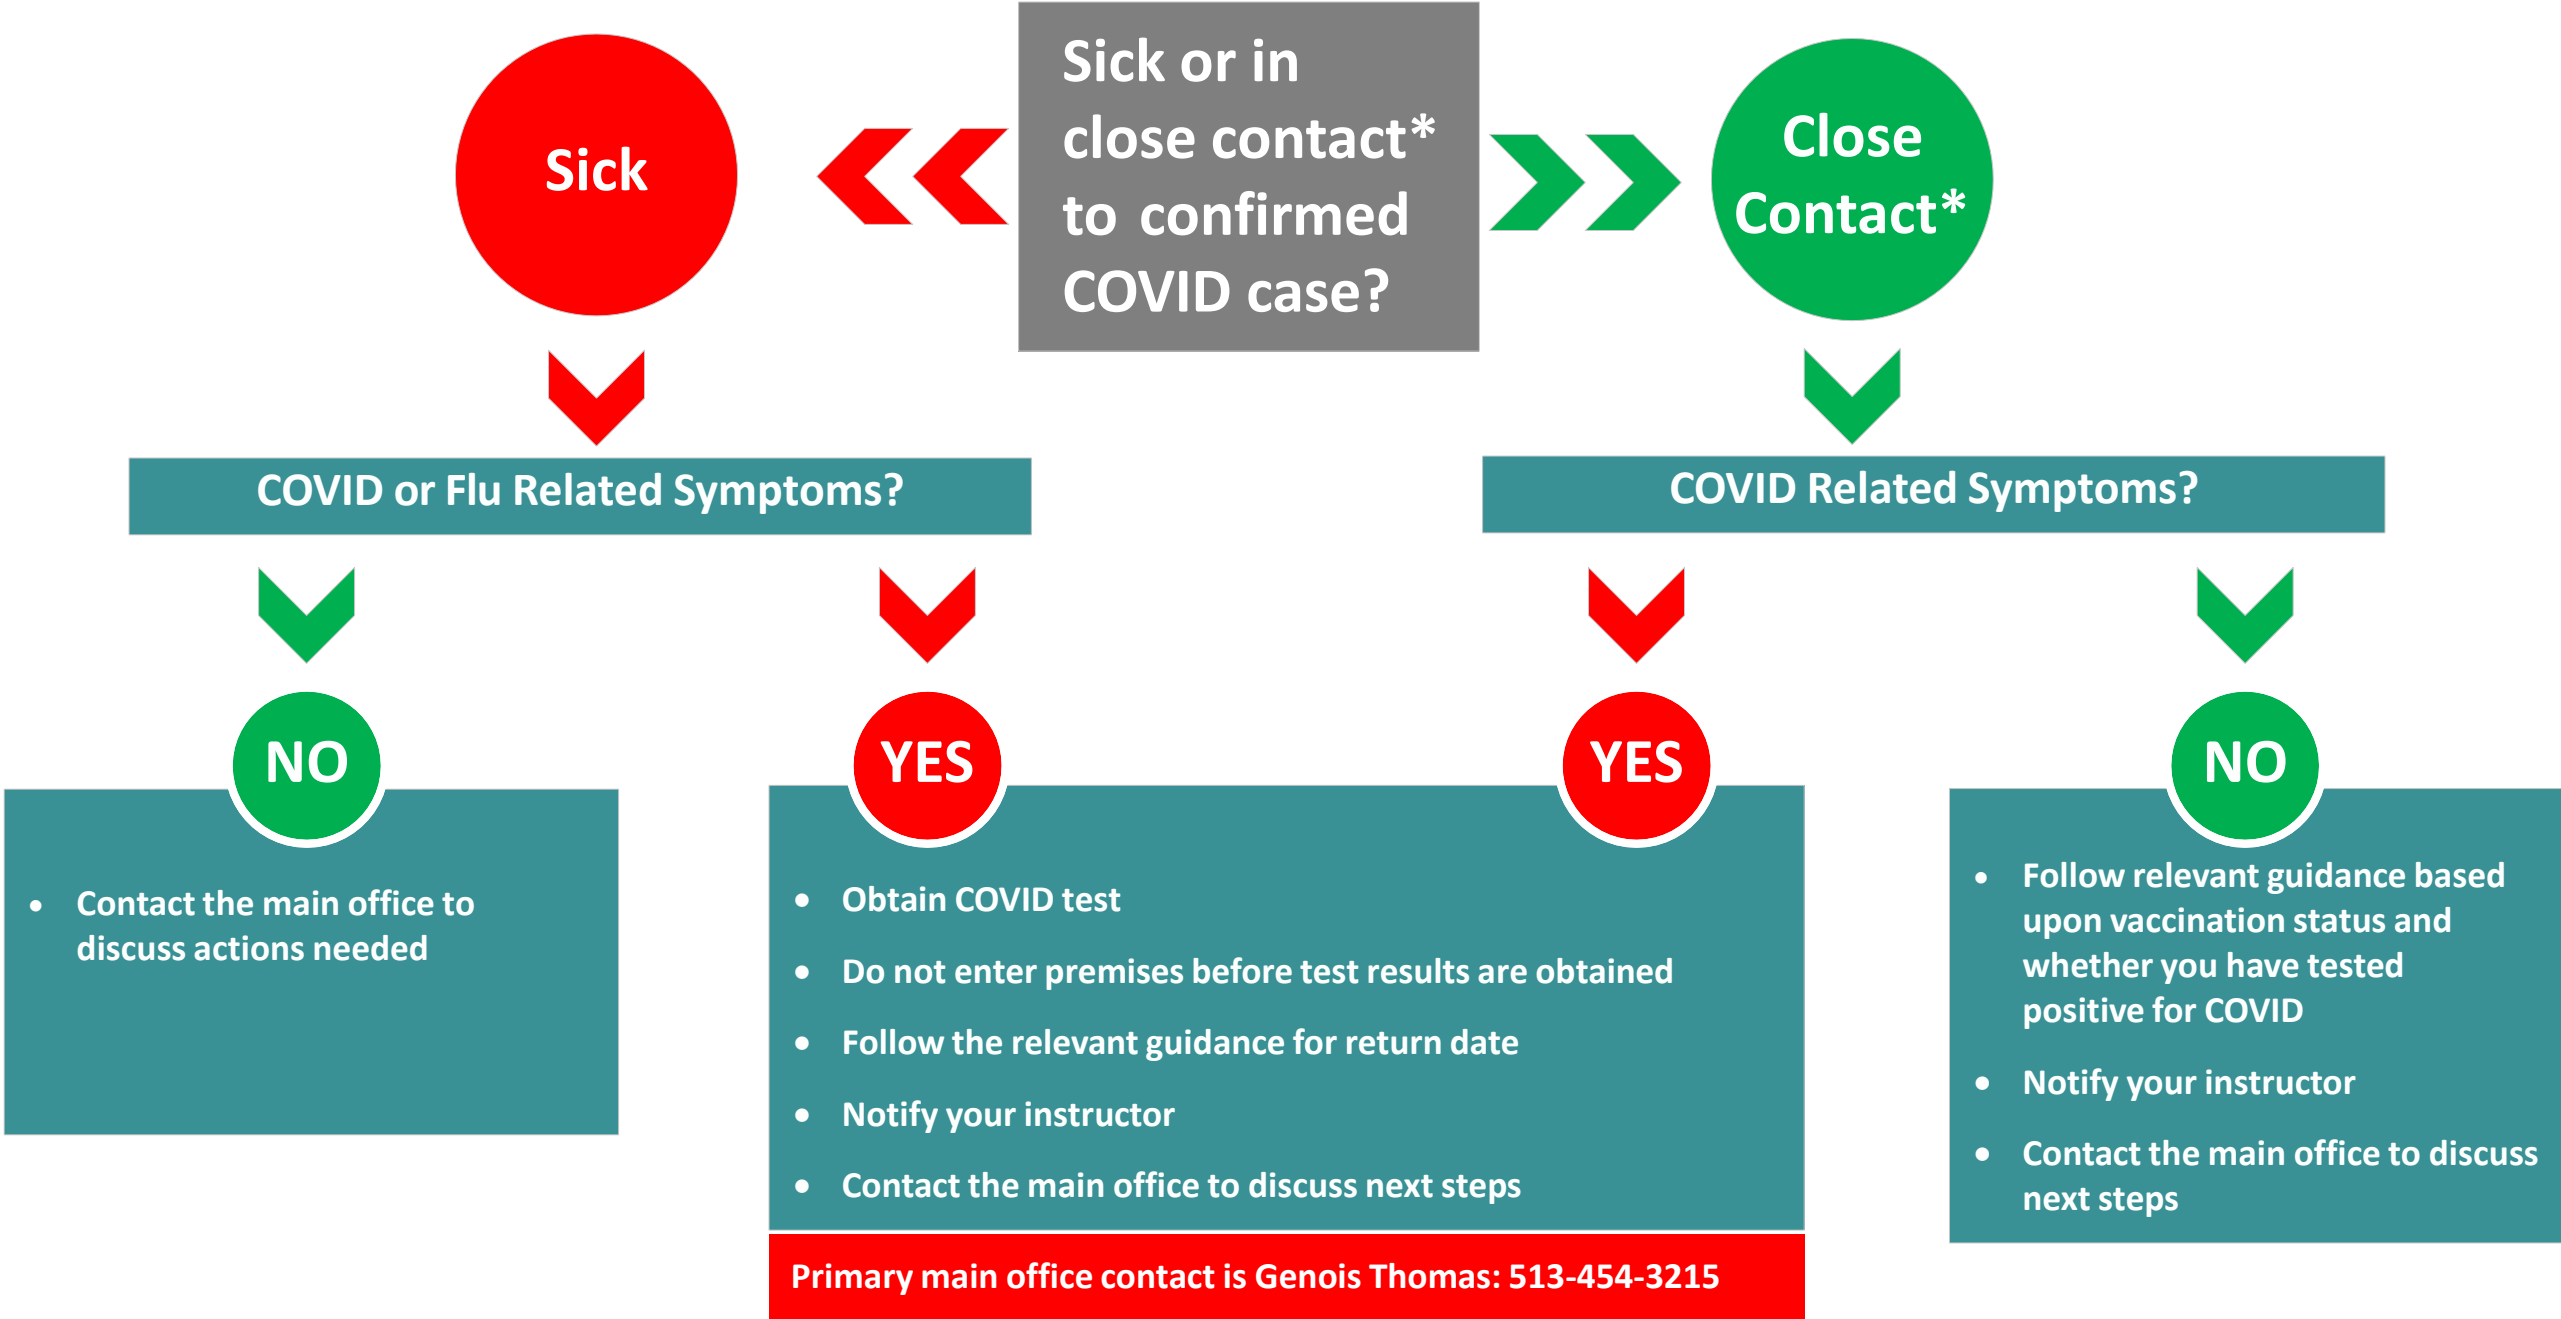 Sick
Sick or in
close contact*
to confirmed
COVID case?
Close
Contact*
COVID or Flu Related Symptoms?
COVID Related Symptoms?
NO
YES
YES
NO
• Contact the main office to
discuss actions needed
• Obtain COVID test
• Do not enter premises before test results are obtained
• Follow the relevant guidance for return date
• Notify your instructor
• Contact the main office to discuss next steps
Primary main office contact is Genois Thomas: 513-454-3215
• Follow relevant guidance based
upon vaccination status and
whether you have tested
positive for COVID
• Notify your instructor
• Contact the main office to discuss
next steps